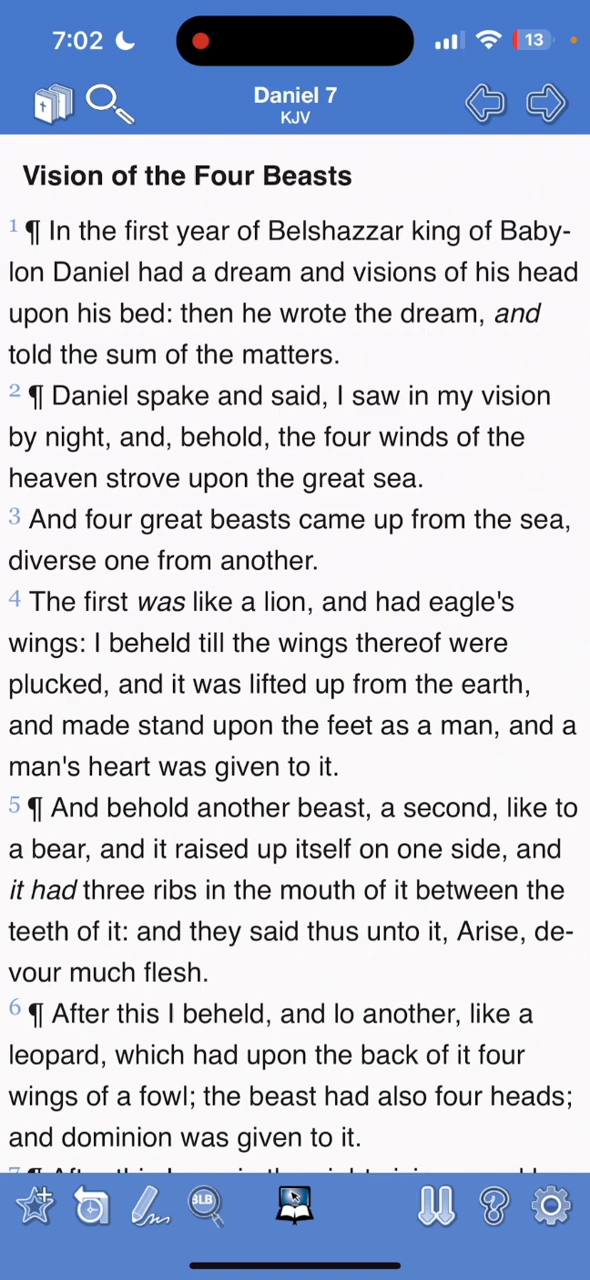 7:02
13
Daniel 7
KJV
Vision of the Four Beasts
1 ¶ In the first year of Belshazzar king of Baby-
lon Daniel had a dream and visions of his head
upon his bed: then he wrote the dream, and
told the sum of the matters.
2 ¶ Daniel spake and said, I saw in my vision
by night, and, behold, the four winds of the
heaven strove upon the great sea.
3 And four great beasts came up from the sea,
diverse one from another.
4 The first was like a lion, and had eagle's
wings: I beheld till the wings thereof were
plucked, and it was lifted up from the earth,
and made stand upon the feet as a man, and a
man's heart was given to it.
5 ¶ And behold another beast, a second, like to
a bear, and it raised up itself on one side, and
it had three ribs in the mouth of it between the
teeth of it: and they said thus unto it, Arise, de-
vour much flesh.
6 ¶ After this I beheld, and lo another, like a
leopard, which had upon the back of it four
wings of a fowl; the beast had also four heads;
and dominion was given to it.
BLB